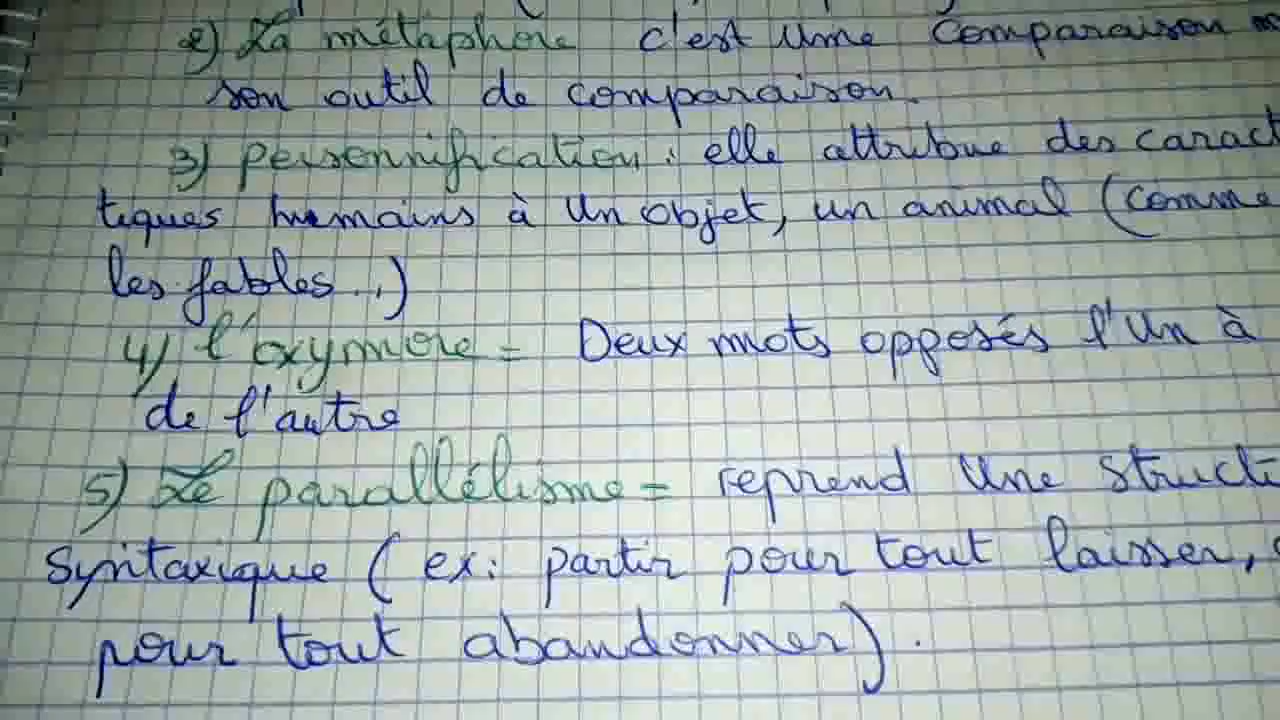 2) La métaphore c'est une comparaison
son outil de comparaison.
3) personnification : elle attribue des caract
tiques humains à un objet, un animal (comme
les fables...)
4) l'oxymore = Deux mots opposés l'un à
de l'autre
5) Le parallélisme = reprend une struct
syntaxique (ex: partir pour tout laisser,
pour tout abandonner).